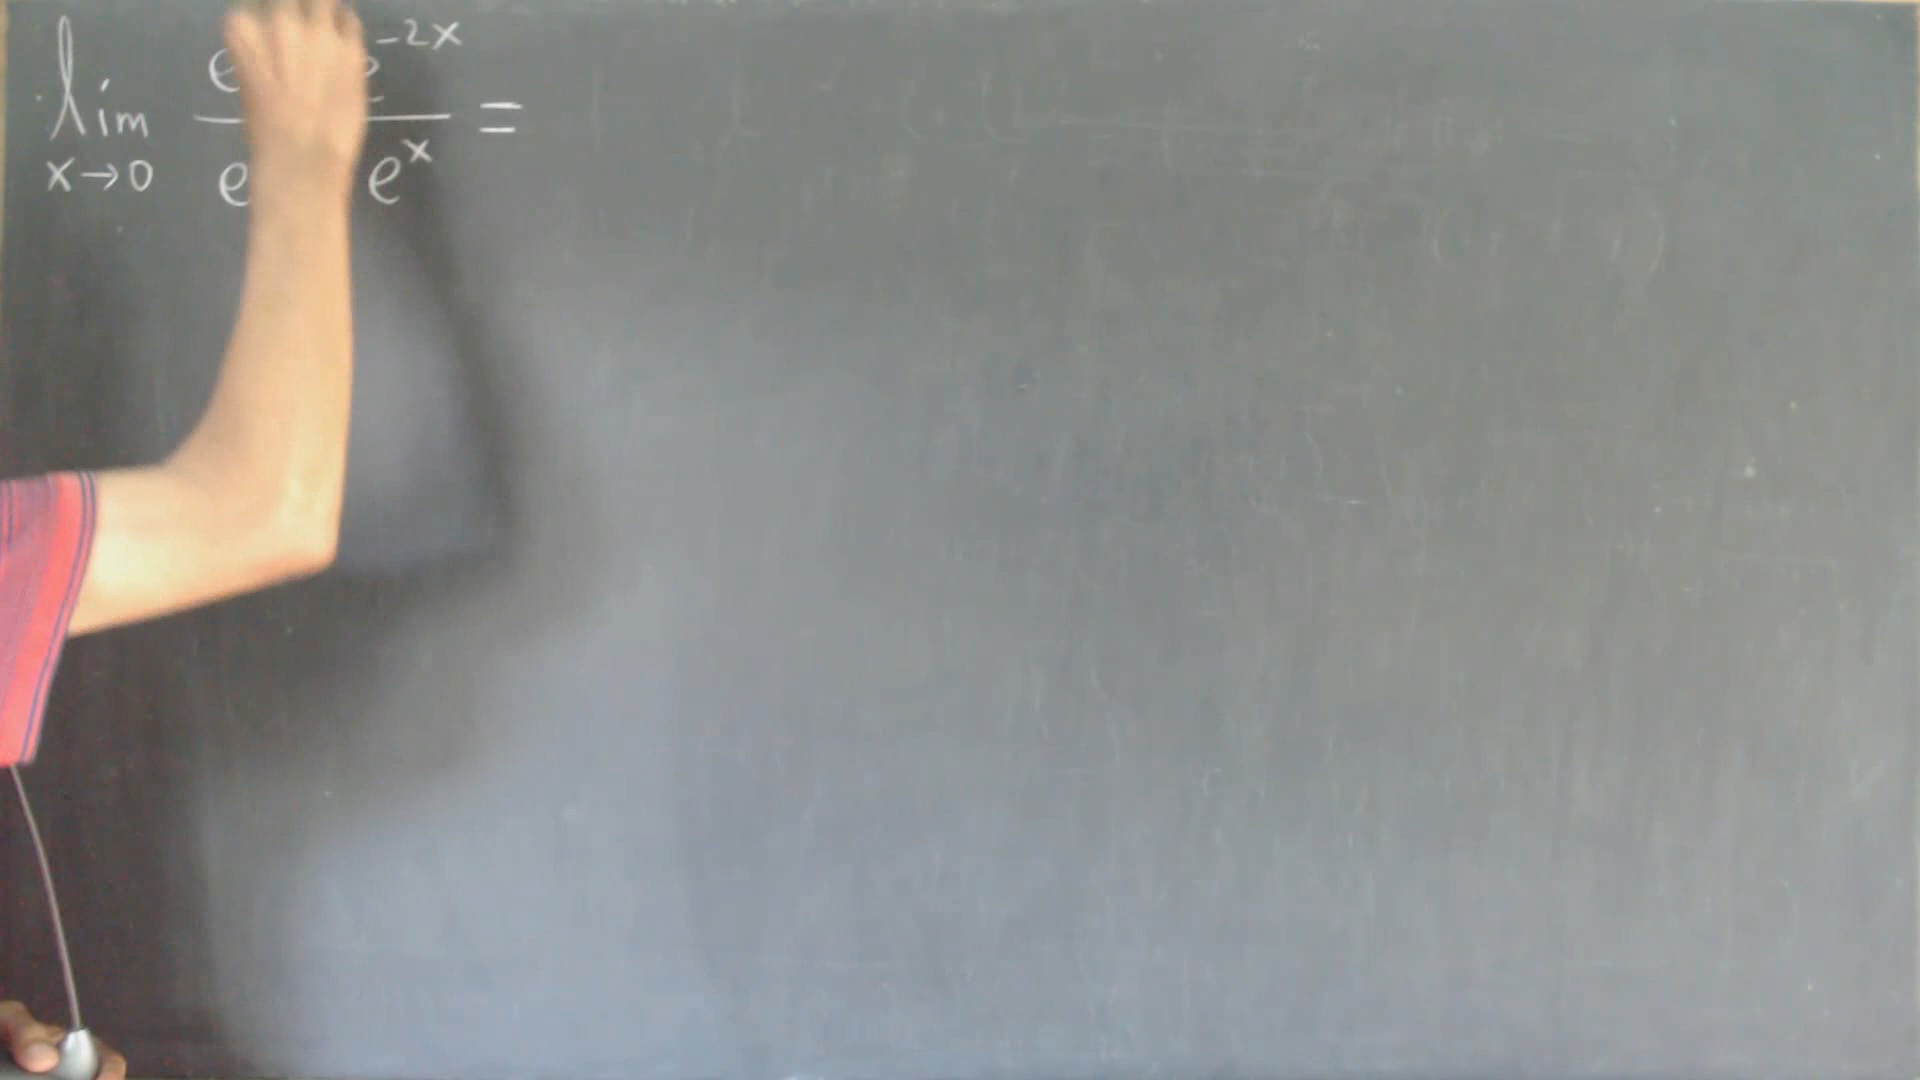 lim e e^-2x =
x→0 e e^x